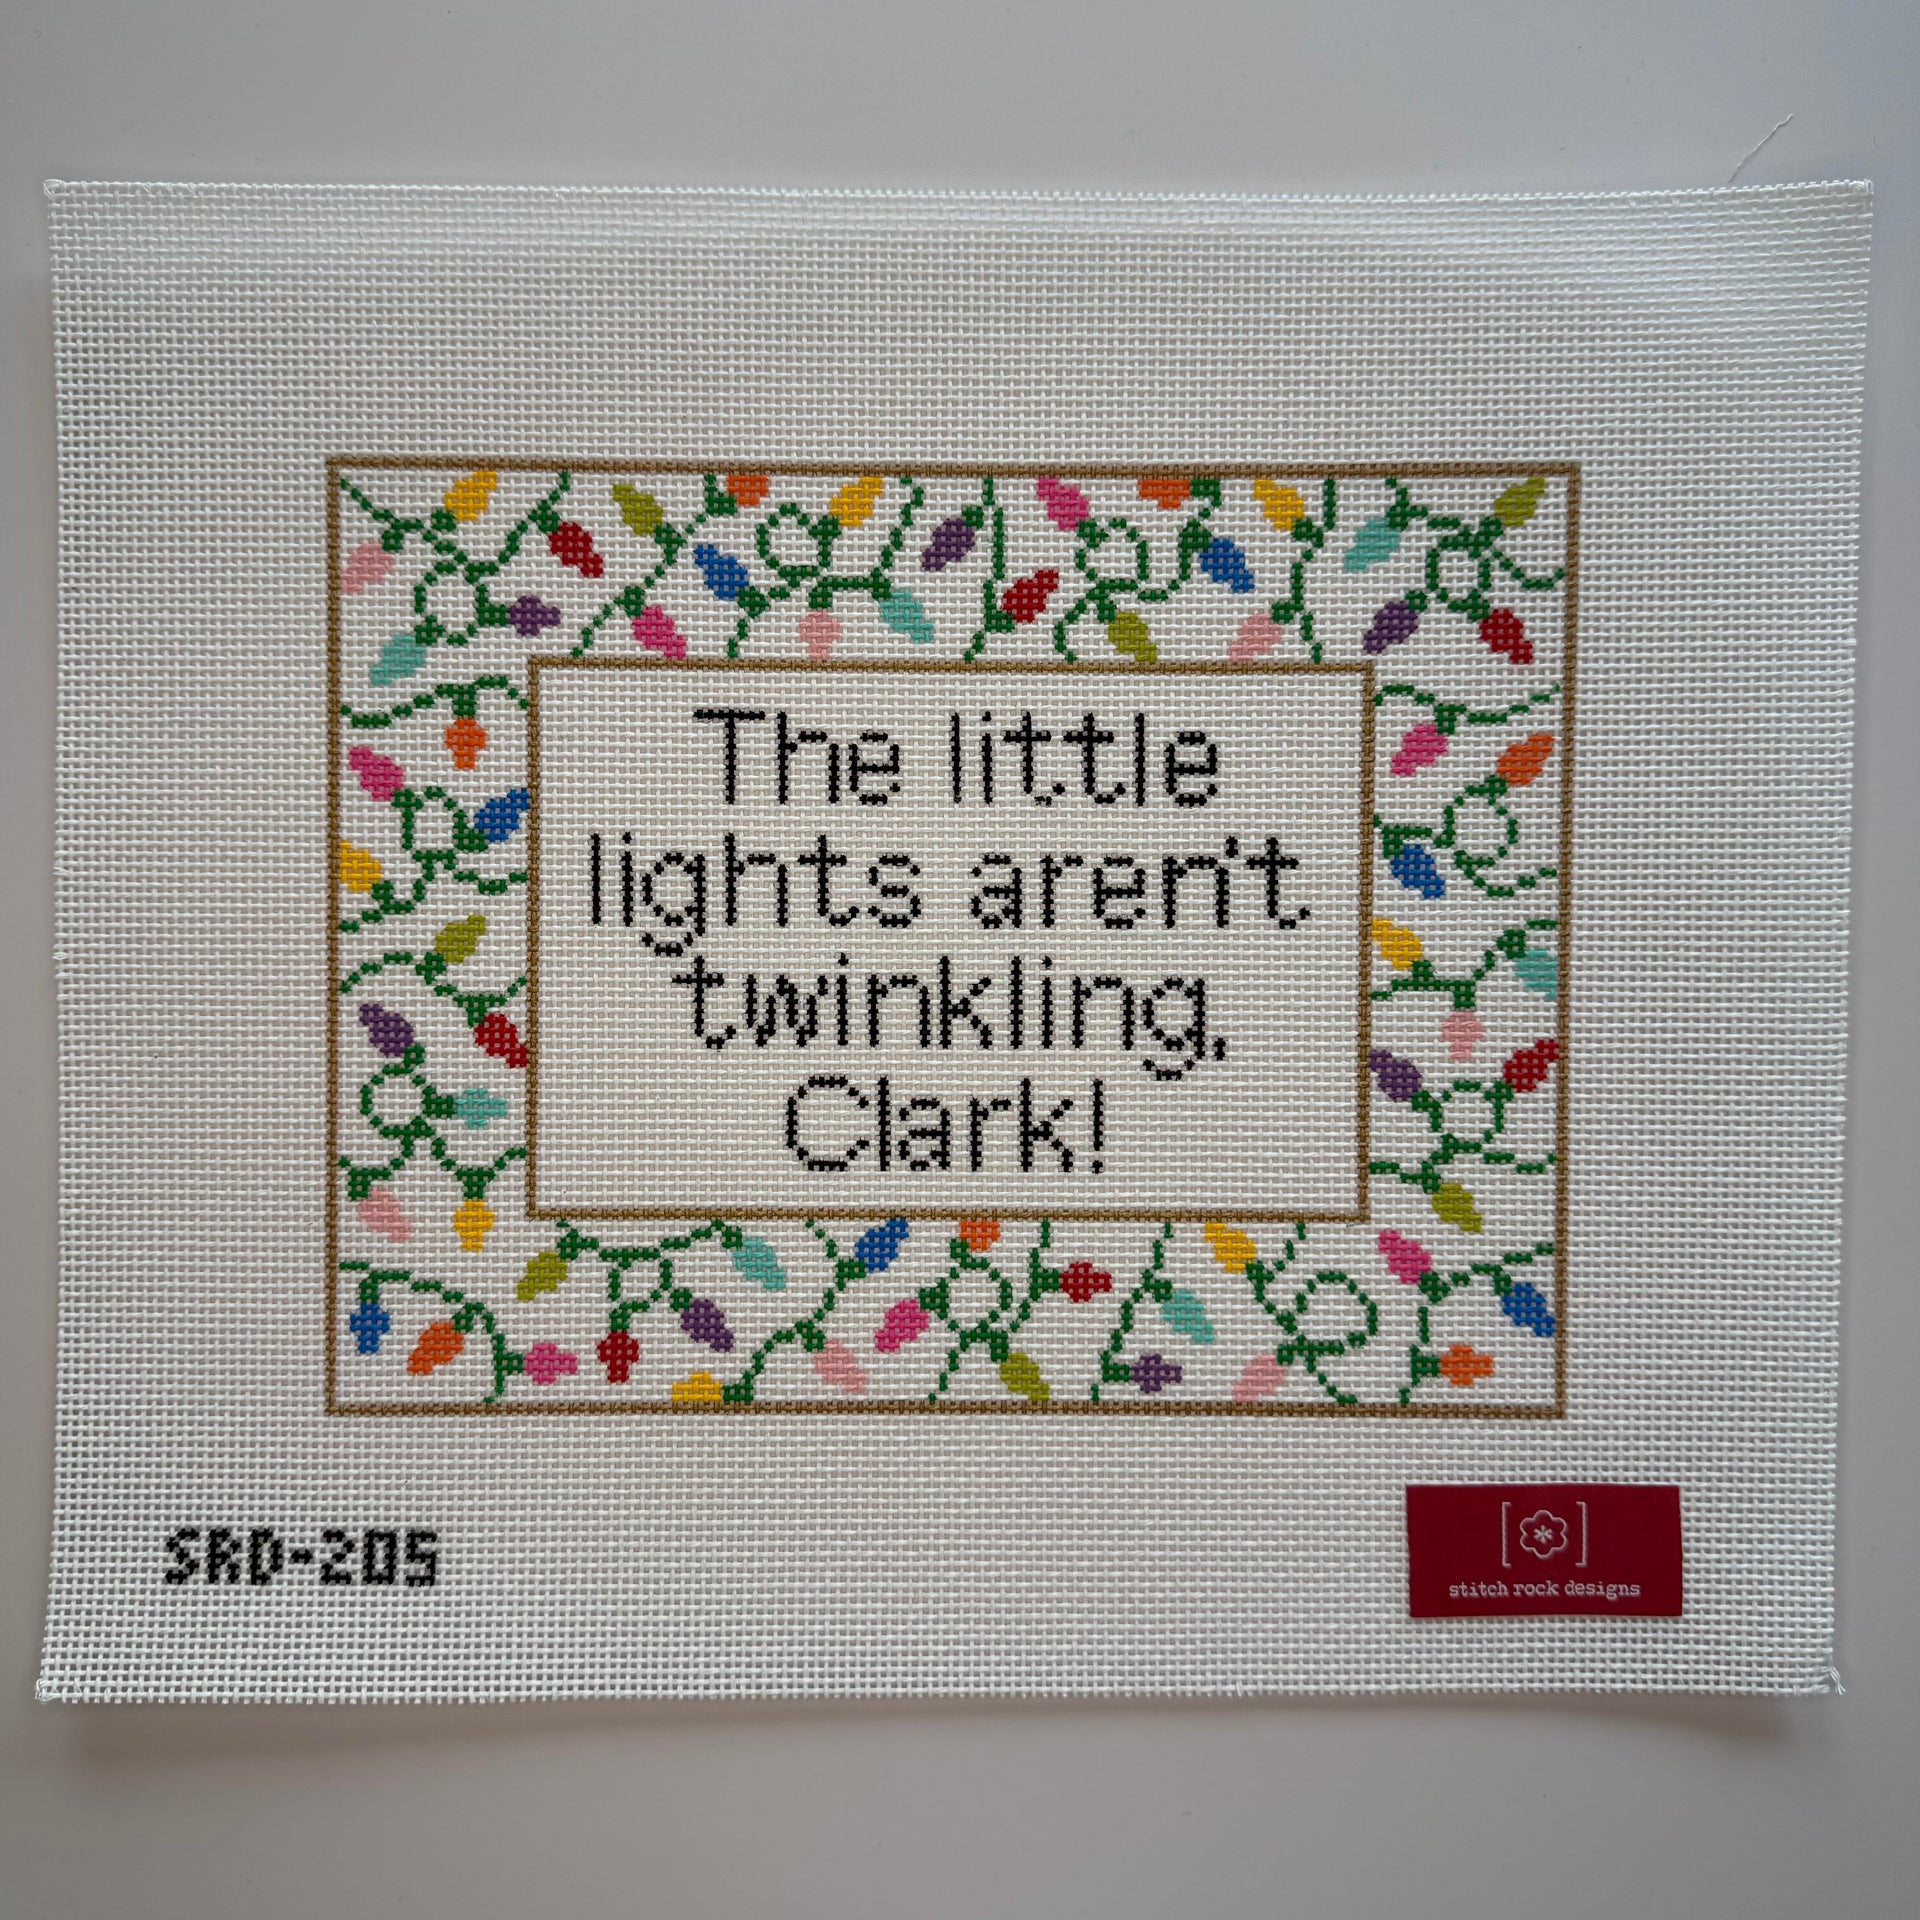 The little
lights aren't
twinkling,
Clark!
SRD-205
stitch rock designs